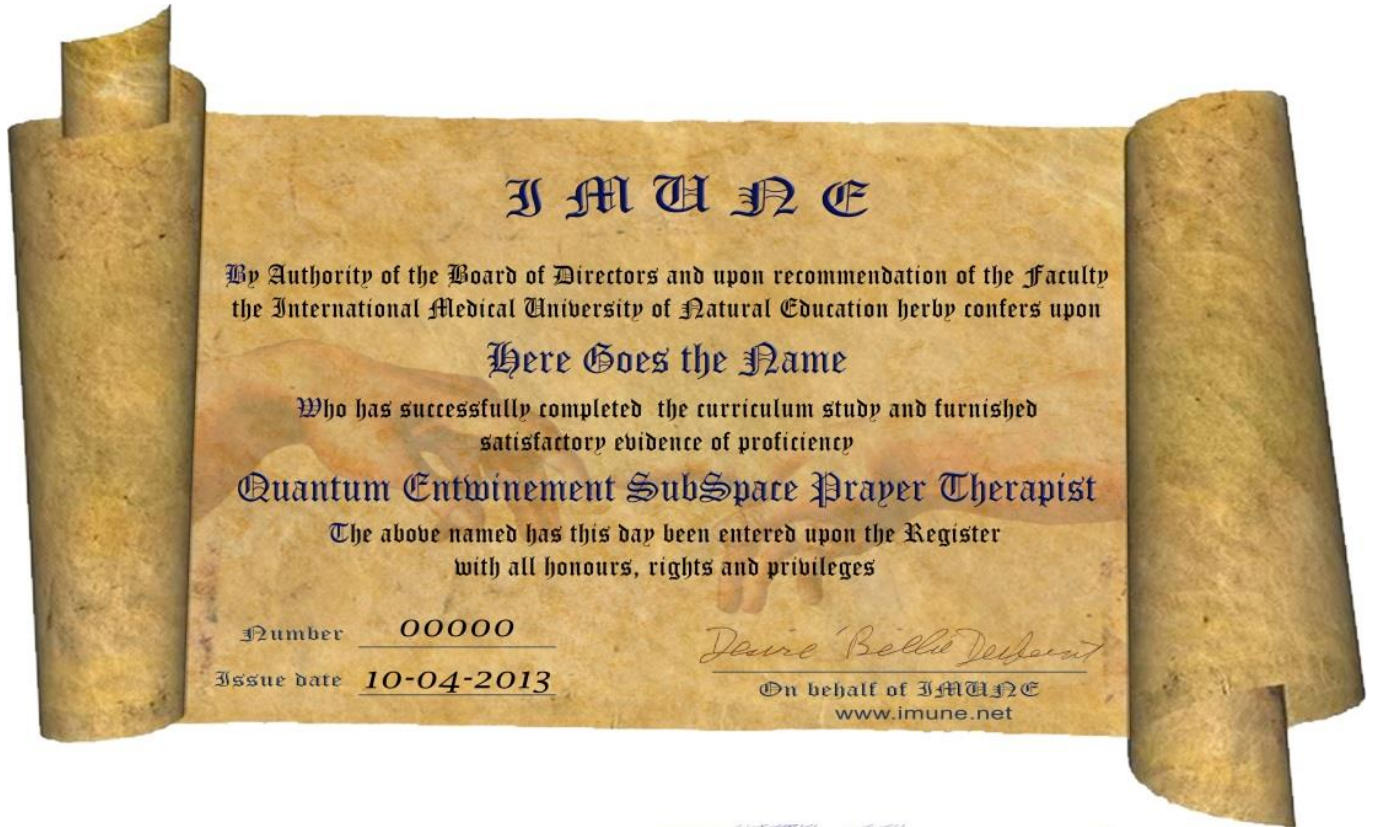 IMUNE
By Authority of the Board of Directors and upon recommendation of the Faculty
the International Medical University of Natural Education herby confers upon
Here Goes the Name
Who has successfully completed the curriculum study and furnished
satisfactory evidence of proficiency
Quantum Entwinement SubSpace Prayer Therapist
The above named has this day been entered upon the Register
with all honours, rights and privileges
Number 00000
Issue date 10-04-2013
Desire
On behalf of IMUNE
www.imune.net